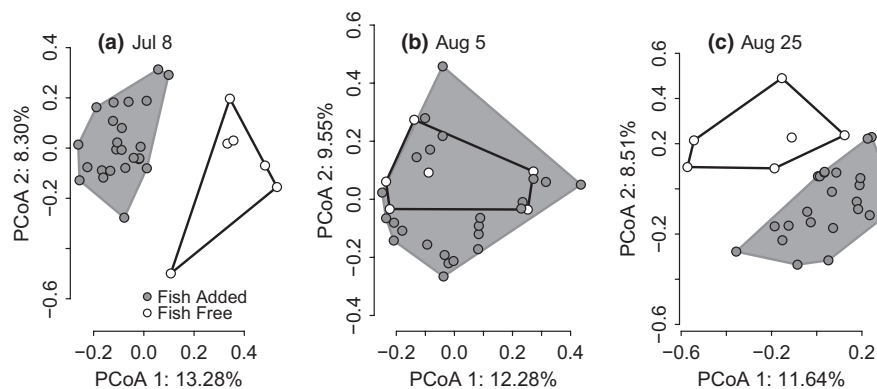 (a) Jul 8
(b) Aug 5
(c) Aug 25
PCoA 2: 8.30%
0.4
0.2
0.0
−0.2
−0.6
Fish Added
Fish Free
−0.2
0.0
0.2
0.4
PCoA 1: 13.28%
PCoA 2: 9.55%
0.6
0.4
0.2
0.0
−0.2
−0.4
−0.2
0.0
0.2
0.4
PCoA 1: 12.28%
PCoA 2: 8.51%
0.6
0.2
−0.2
−0.6
−0.6
−0.2
0.2
PCoA 1: 11.64%